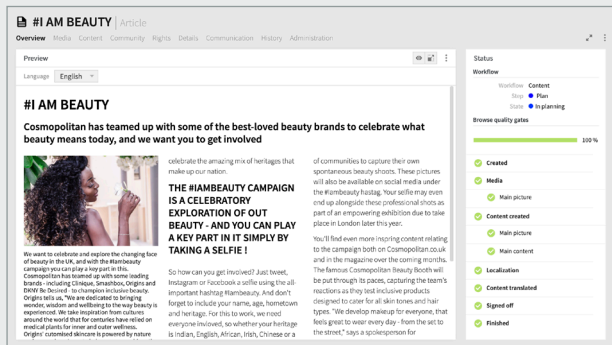 #I AM BEAUTY | Article
Overview Media Content Community Rights Details Communication History Administration
Preview
Language English
#I AM BEAUTY
Cosmopolitan has teamed up with some of the best-loved beauty brands to celebrate what
beauty means today, and we want you to get involved
We want to celebrate and explore the changing face
of beauty in the UK, and with the #Iambeauty
campaign you can play a key part in this.
Cosmopolitan has teamed up with some leading
brands - including Clinique, Smashbox, Origins and
DKNY Be Desired - to champion inclusive beauty.
Origins tells us, "We are dedicated to bringing
wonder, wisdom and wellbeing to the way beauty is
experienced. We take inspiration from cultures
around the world that for centuries have relied on
medical plants for inner and outer wellness.
Origins' cutomised skincare is powered by nature
celebrate the amazing mix of heritages that
make up our nation.
THE #IAMBEAUTY CAMPAIGN
IS A CELEBRATORY
EXPLORATION OF OUT
BEAUTY - AND YOU CAN PLAY
A KEY PART IN IT SIMPLY BY
TAKING A SELFIE !
So how can you get involved? Just tweet,
Instagram or Facebook a selfie using the all-
important hashtag #Iambeauty. And don't
forget to include your name, age, hometown
and heritage. For this to work, we need
everyone invloved, so whether your heritage
is Indian, English, African, Irish, Chinese or a
of communities to capture their own
spontaneous beauty shoots. These pictures
will also be available on social media under
the #Iambeauty hastag. Your selfie may even
end up alongside these professional shots as
part of an empowering exhibition due to take
place in London later this year.
You'll find even more inspiring content relating
to the campaign both on Cosmopolitan.co.uk
and in the magazine over the coming months.
The famous Cosmopolitan Beauty Booth will
be put through its paces, capturing the team's
reactions as they test inclusive products
designed to cater for all skin tones and hair
types. "We develop makeup for everyone, that
feels great to wear every day - from the set to
the street," says a spokesperson for
Status
Workflow
Workflow Content
Step Plan
State In planning
Browse quality gates
100 %
Created
Media
Main picture
Content created
Main picture
Main content
Localization
Content translated
Signed off
Finished